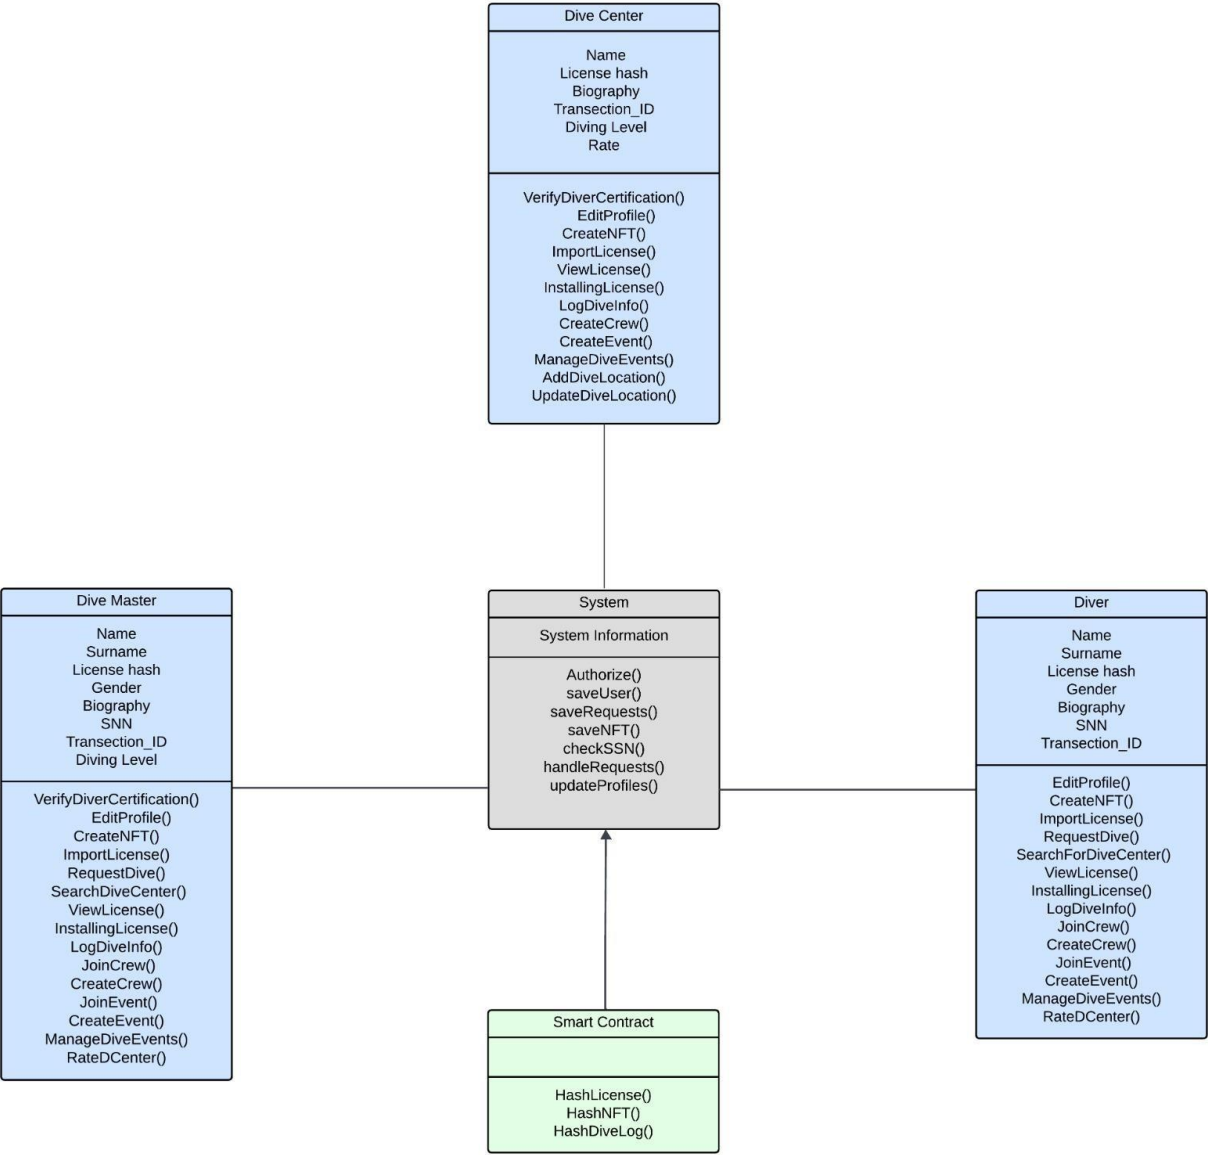 Dive Center
Name
License hash
Biography
Transection_ID
Diving Level
Rate
VerifyDiverCertification()
EditProfile()
CreateNFT()
ImportLicense()
ViewLicense()
InstallingLicense()
LogDiveInfo()
CreateCrew()
CreateEvent()
ManageDiveEvents()
AddDiveLocation()
UpdateDiveLocation()
Dive Master
Name
Surname
License hash
Gender
Biography
SNN
Transection_ID
Diving Level
VerifyDiverCertification()
EditProfile()
CreateNFT()
ImportLicense()
RequestDive()
SearchDiveCenter()
ViewLicense()
InstallingLicense()
LogDiveInfo()
JoinCrew()
CreateCrew()
JoinEvent()
CreateEvent()
ManageDiveEvents()
RateDCenter()
System
System Information
Authorize()
saveUser()
saveRequests()
saveNFT()
checkSSN()
handleRequests()
updateProfiles()
Diver
Name
Surname
License hash
Gender
Biography
SNN
Transection_ID
EditProfile()
CreateNFT()
ImportLicense()
RequestDive()
SearchForDiveCenter()
ViewLicense()
InstallingLicense()
LogDiveInfo()
JoinCrew()
CreateCrew()
JoinEvent()
CreateEvent()
ManageDiveEvents()
RateDCenter()
Smart Contract
HashLicense()
HashNFT()
HashDiveLog()